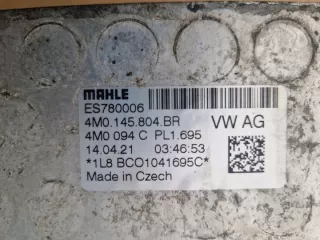 MAHLE
ES780006
4M0.145.804.BR VW AG
4M0 094 C PL1.695
14.04.21 03:46:53
*1L8 BCO1041695C*
Made in Czech